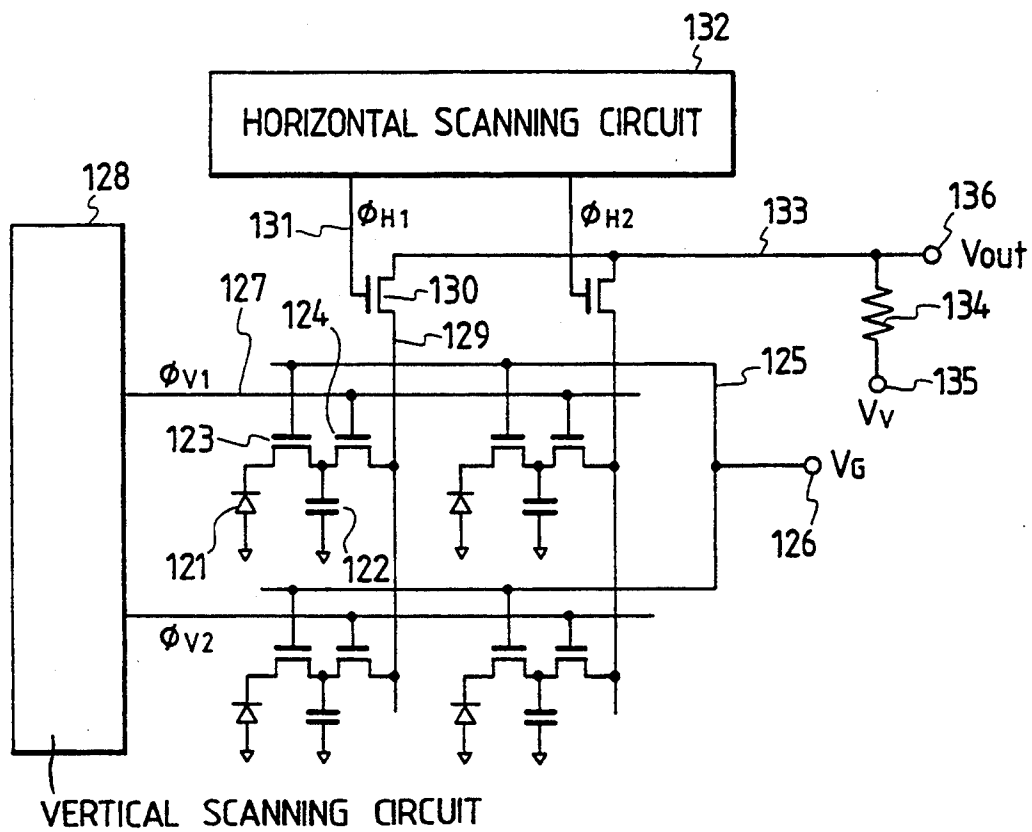 132
HORIZONTAL SCANNING CIRCUIT
128
131
ϕH1
ϕH2
133
136
Vout
127
124
130
129
134
125
135
VV
ϕV1
123
VG
126
121
122
ϕV2
VERTICAL SCANNING CIRCUIT